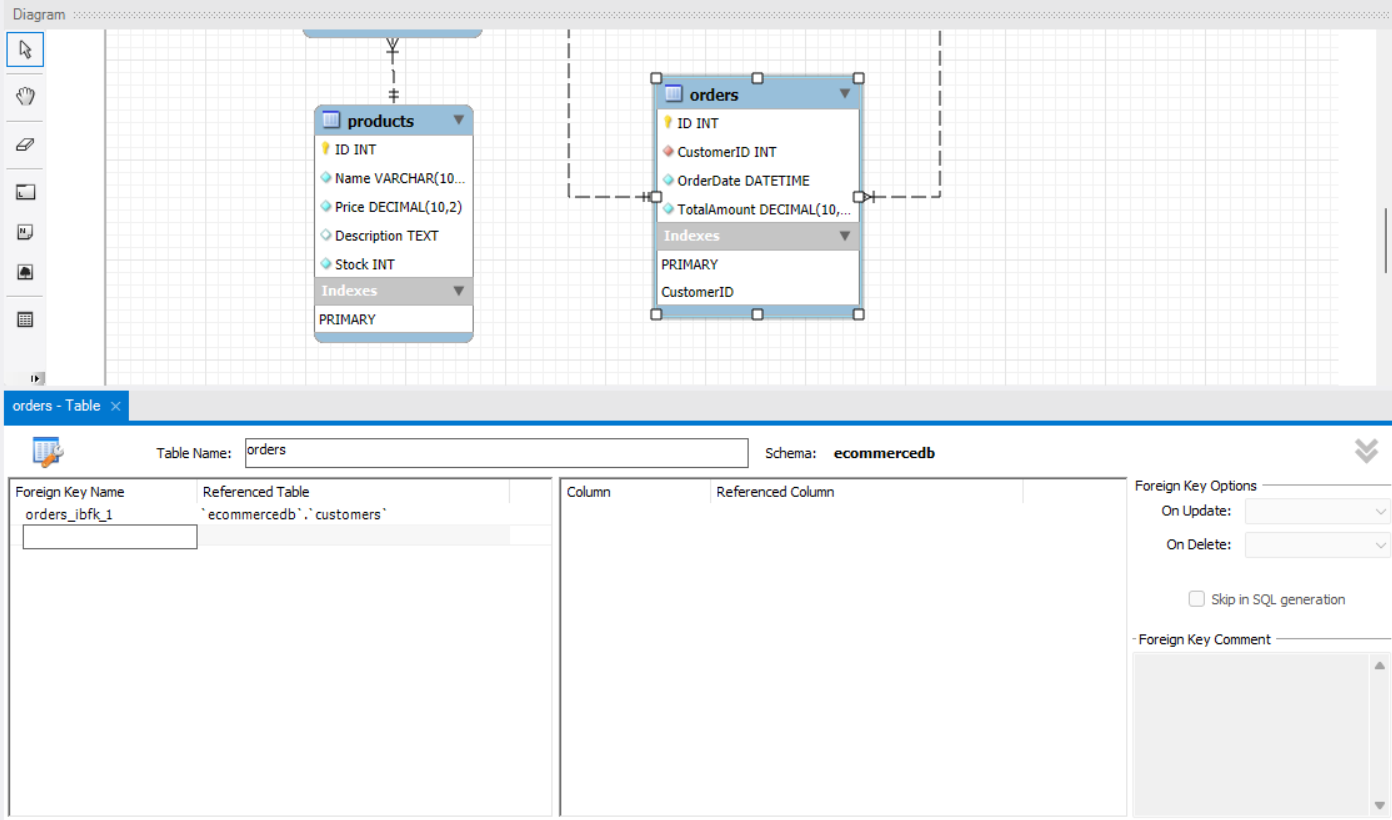 Diagram
orders
products
ID INT
ID INT
CustomerID INT
Name VARCHAR(10...
OrderDate DATETIME
Price DECIMAL(10,2)
TotalAmount DECIMAL(10,...
Description TEXT
Indexes
Stock INT
PRIMARY
Indexes
CustomerID
PRIMARY
orders - Table
Table Name: orders Schema: ecommercedb
Foreign Key Name Referenced Table Column Referenced Column Foreign Key Options
orders_ibfk_1 `ecommercedb`.`customers` On Update:
On Delete:
Skip in SQL generation
Foreign Key Comment